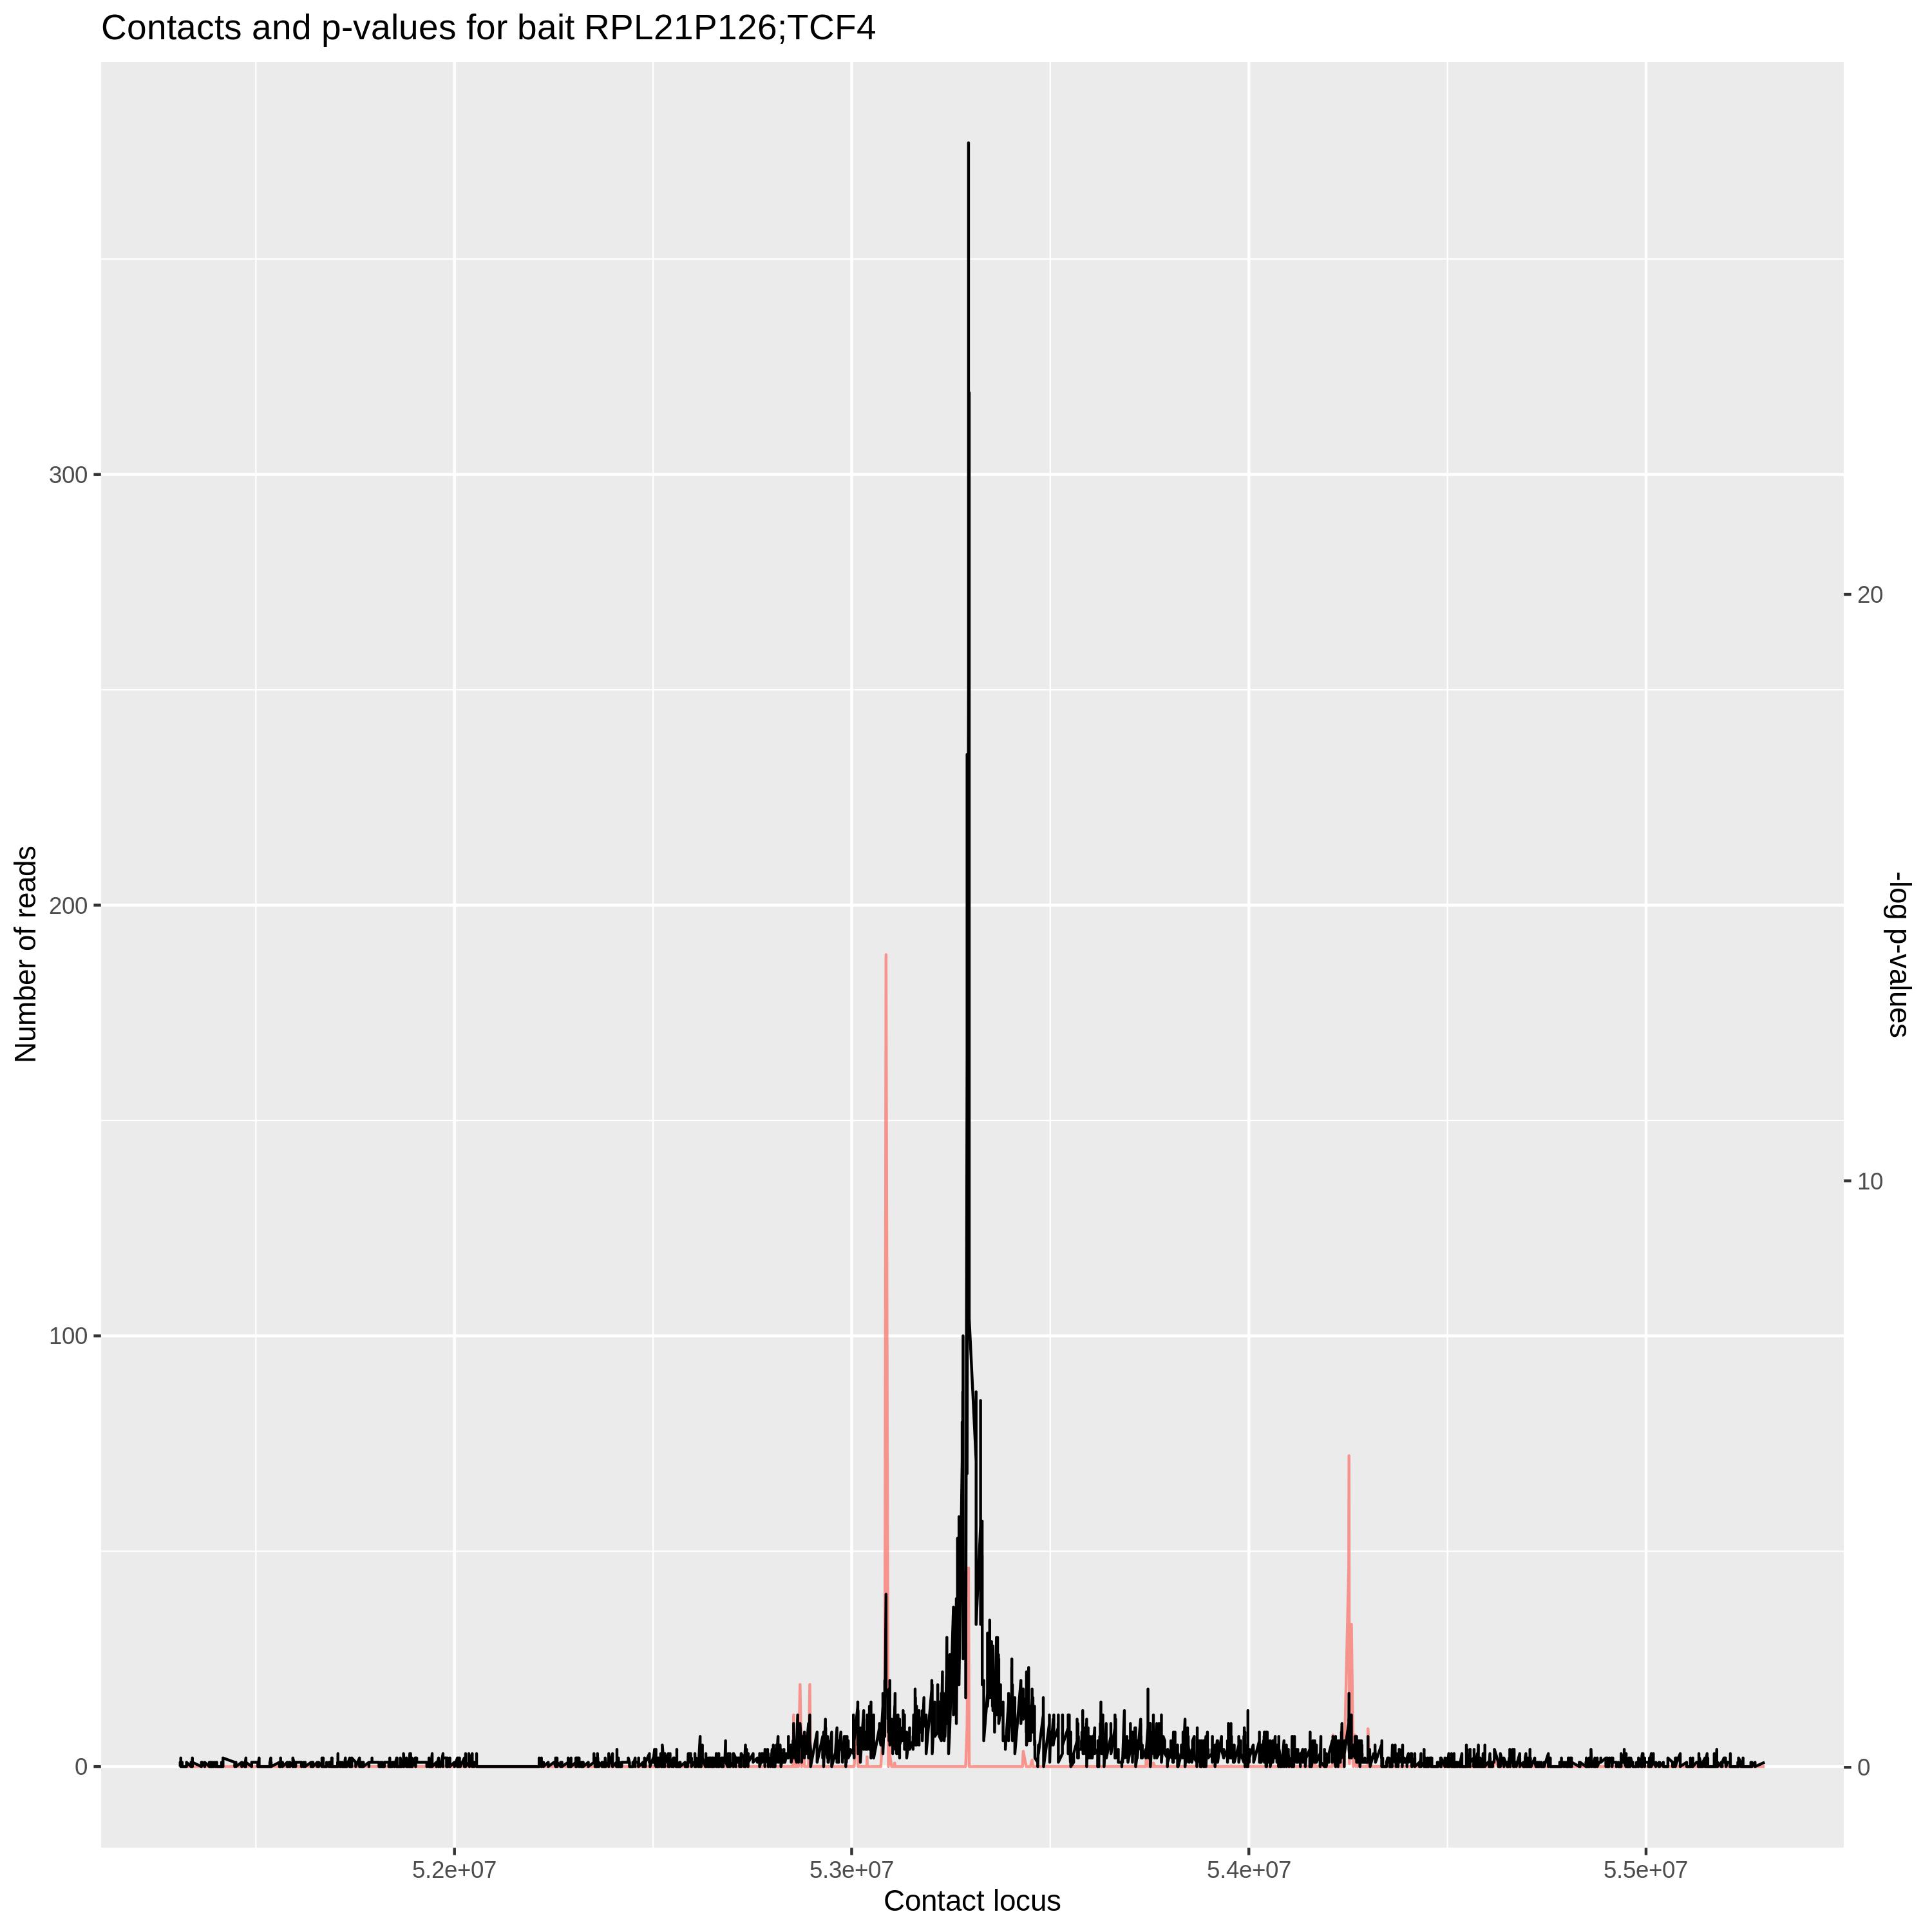 Contacts and p-values for bait RPL21P126;TCF4
Number of reads
300
200
100
0
20
10
0
-log p-values
5.2e+07
5.3e+07
5.4e+07
5.5e+07
Contact locus